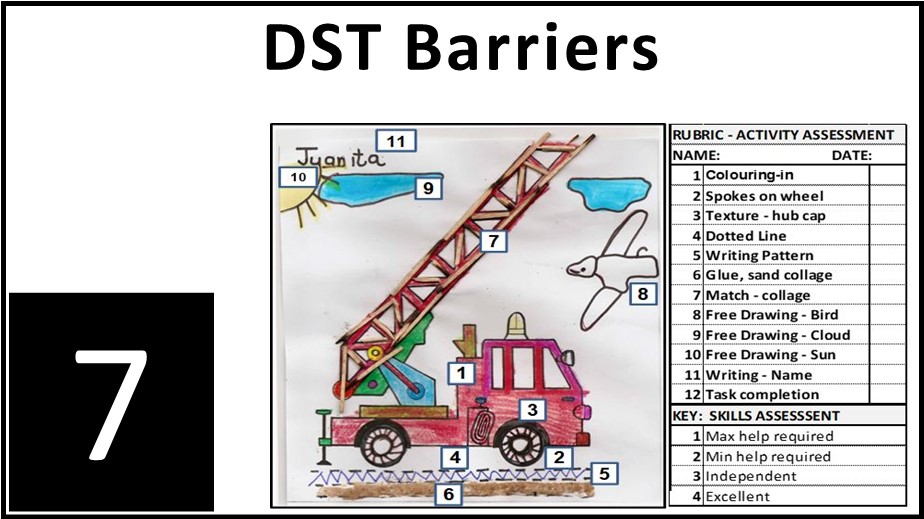 DST Barriers
7
11
Juanita
10
9
7
8
1
3
4
2
5
6
RUBRIC - ACTIVITY ASSESSMENT
NAME: DATE:
1 Colouring-in
2 Spokes on wheel
3 Texture - hub cap
4 Dotted Line
5 Writing Pattern
6 Glue, sand collage
7 Match - collage
8 Free Drawing - Bird
9 Free Drawing - Cloud
10 Free Drawing - Sun
11 Writing - Name
12 Task completion
KEY: SKILLS ASSESSSENT
1 Max help required
2 Min help required
3 Independent
4 Excellent